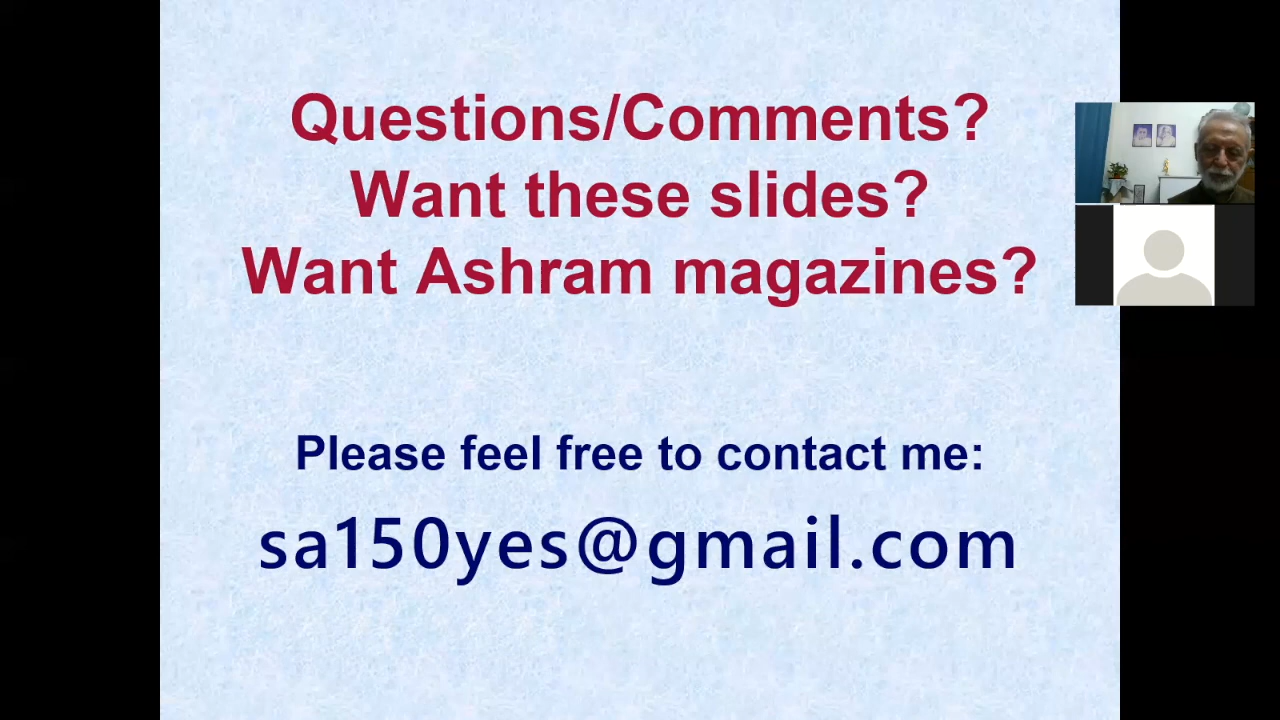 Questions/Comments?
Want these slides?
Want Ashram magazines?
Please feel free to contact me:
sa150yes@gmail.com